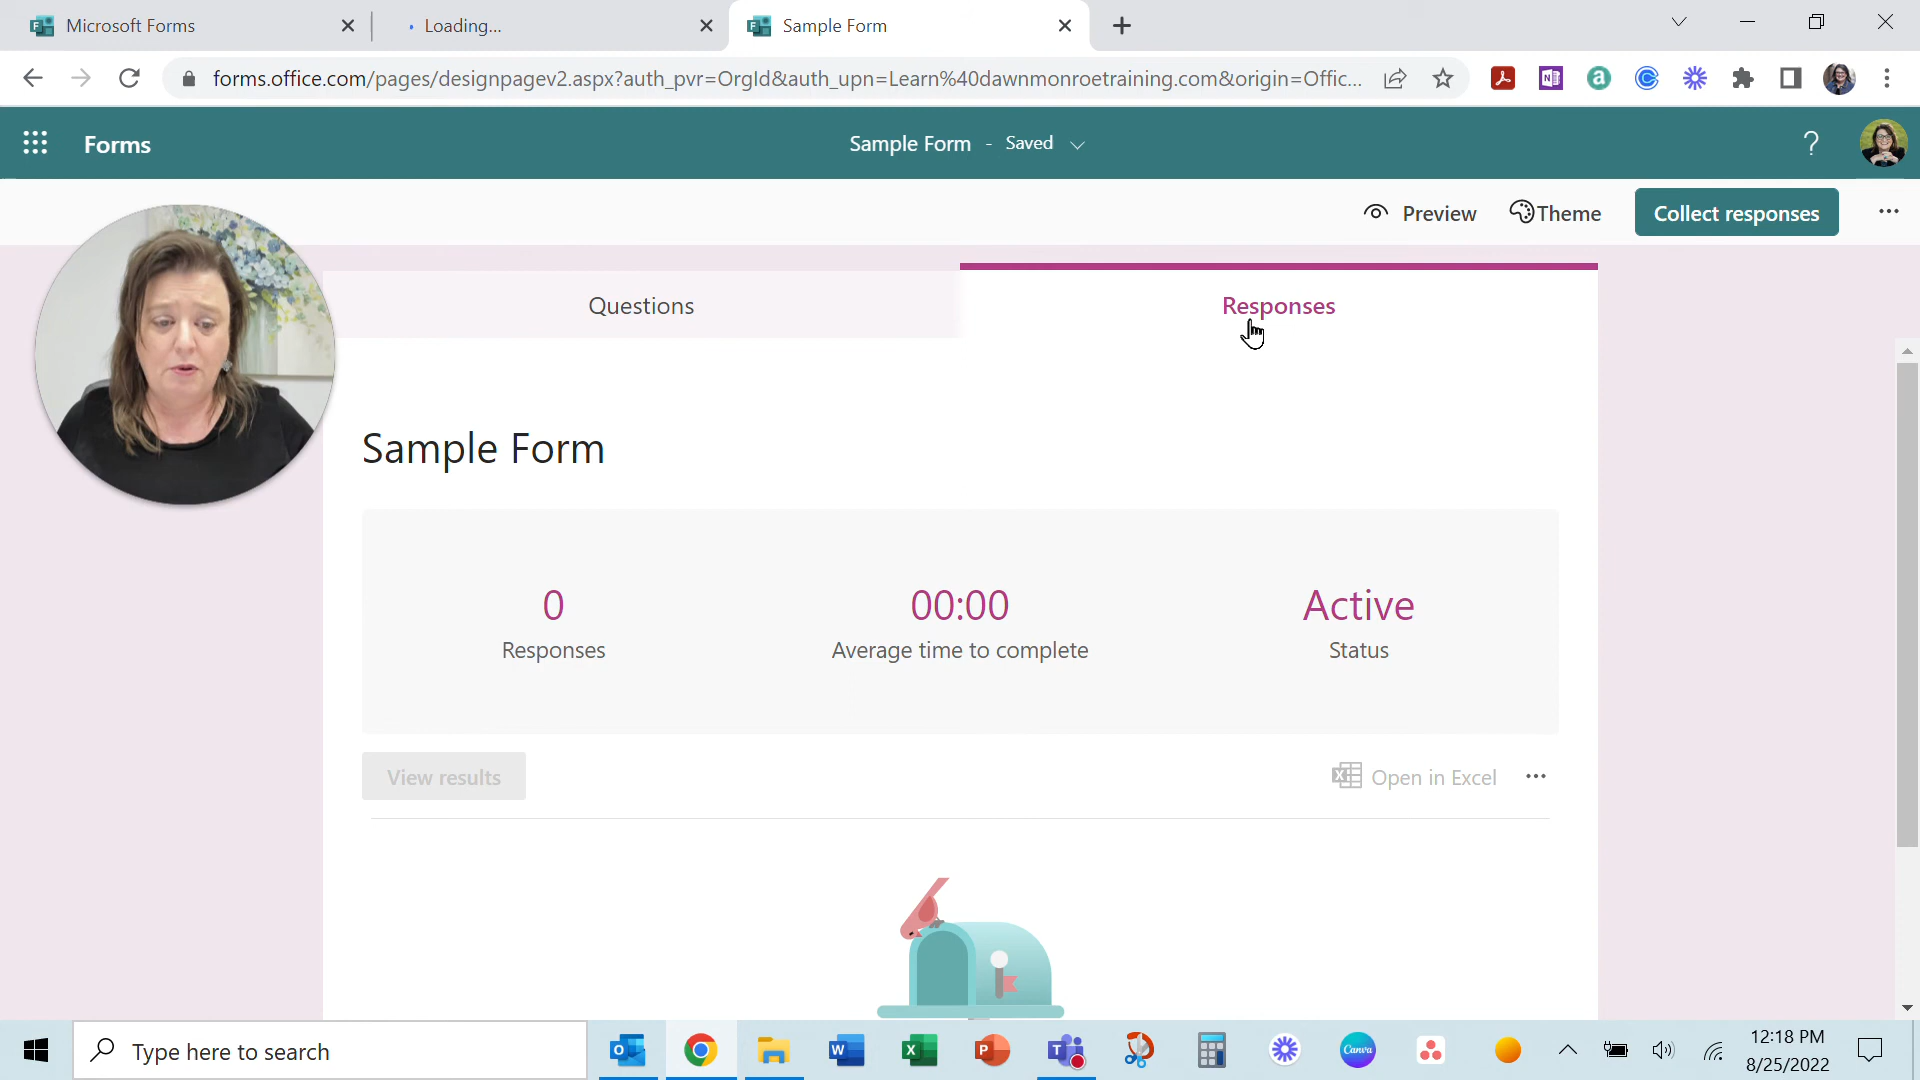 Microsoft Forms
Loading...
Sample Form
forms.office.com/pages/designpagev2.aspx?auth_pvr=OrgId&auth_upn=Learn%40dawnmonroetraining.com&origin=Offic...
Forms
Sample Form - Saved
?
Preview
Theme
Collect responses
Questions
Responses
Sample Form
0
00:00
Active
Responses
Average time to complete
Status
View results
Open in Excel
Type here to search
Canva
12:18 PM
8/25/2022